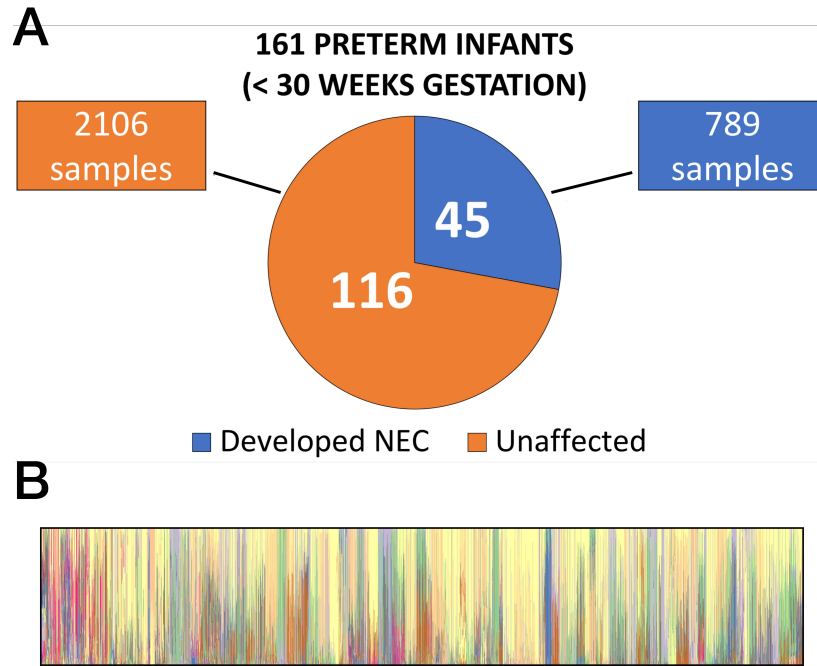 A
161 PRETERM INFANTS
(< 30 WEEKS GESTATION)
2106
samples
789
samples
45
116
Developed NEC
Unaffected
B